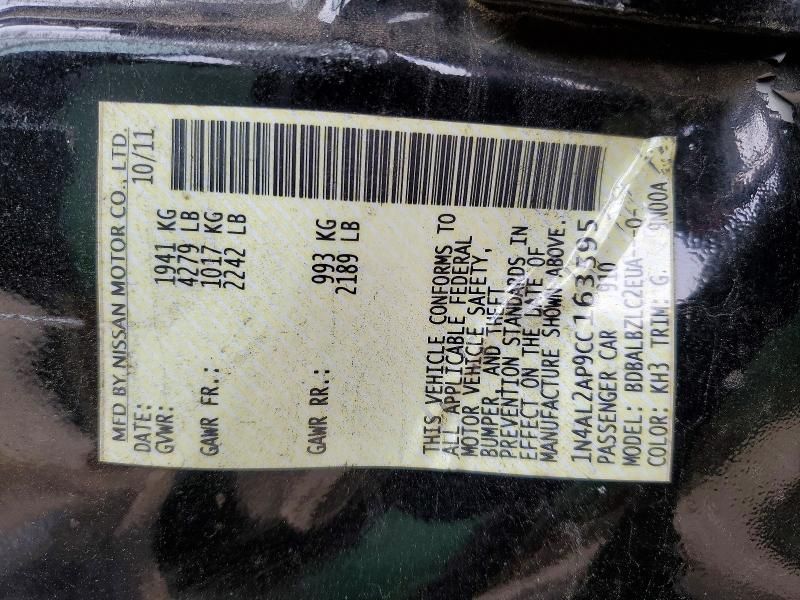 MFD BY NISSAN MOTOR CO., LTD.
DATE: 10/11
GVWR: 1941 KG
4279 LB
GAWR FR.: 1017 KG
2242 LB
GAWR RR.: 993 KG
2189 LB
THIS VEHICLE CONFORMS TO
ALL APPLICABLE FEDERAL
MOTOR VEHICLE SAFETY,
BUMPER, AND THEFT
PREVENTION STANDARDS IN
EFFECT ON THE DATE OF
MANUFACTURE SHOWN ABOVE.
1N4AL2AP9CC163395
PASSENGER CAR 910
MODEL: BDBALBZLC2EUA- -0-
COLOR: KH3 TRIM: G.